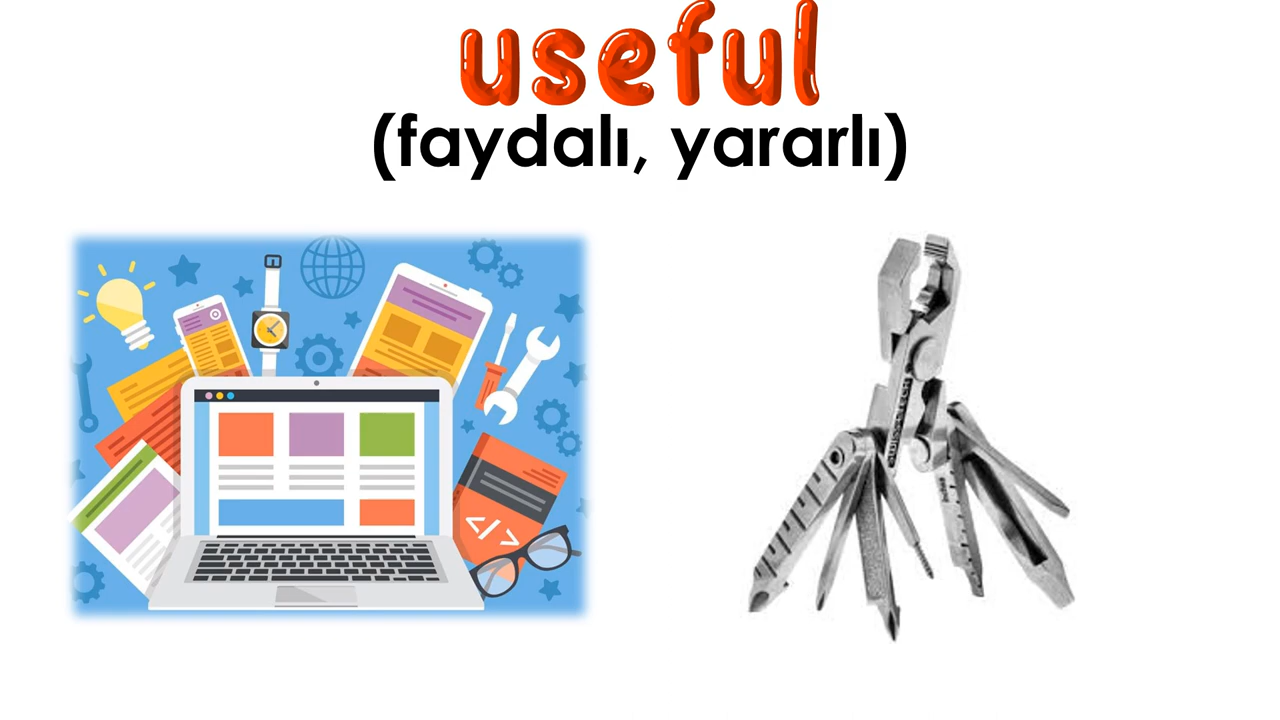 useful
(faydalı, yararlı)
</>